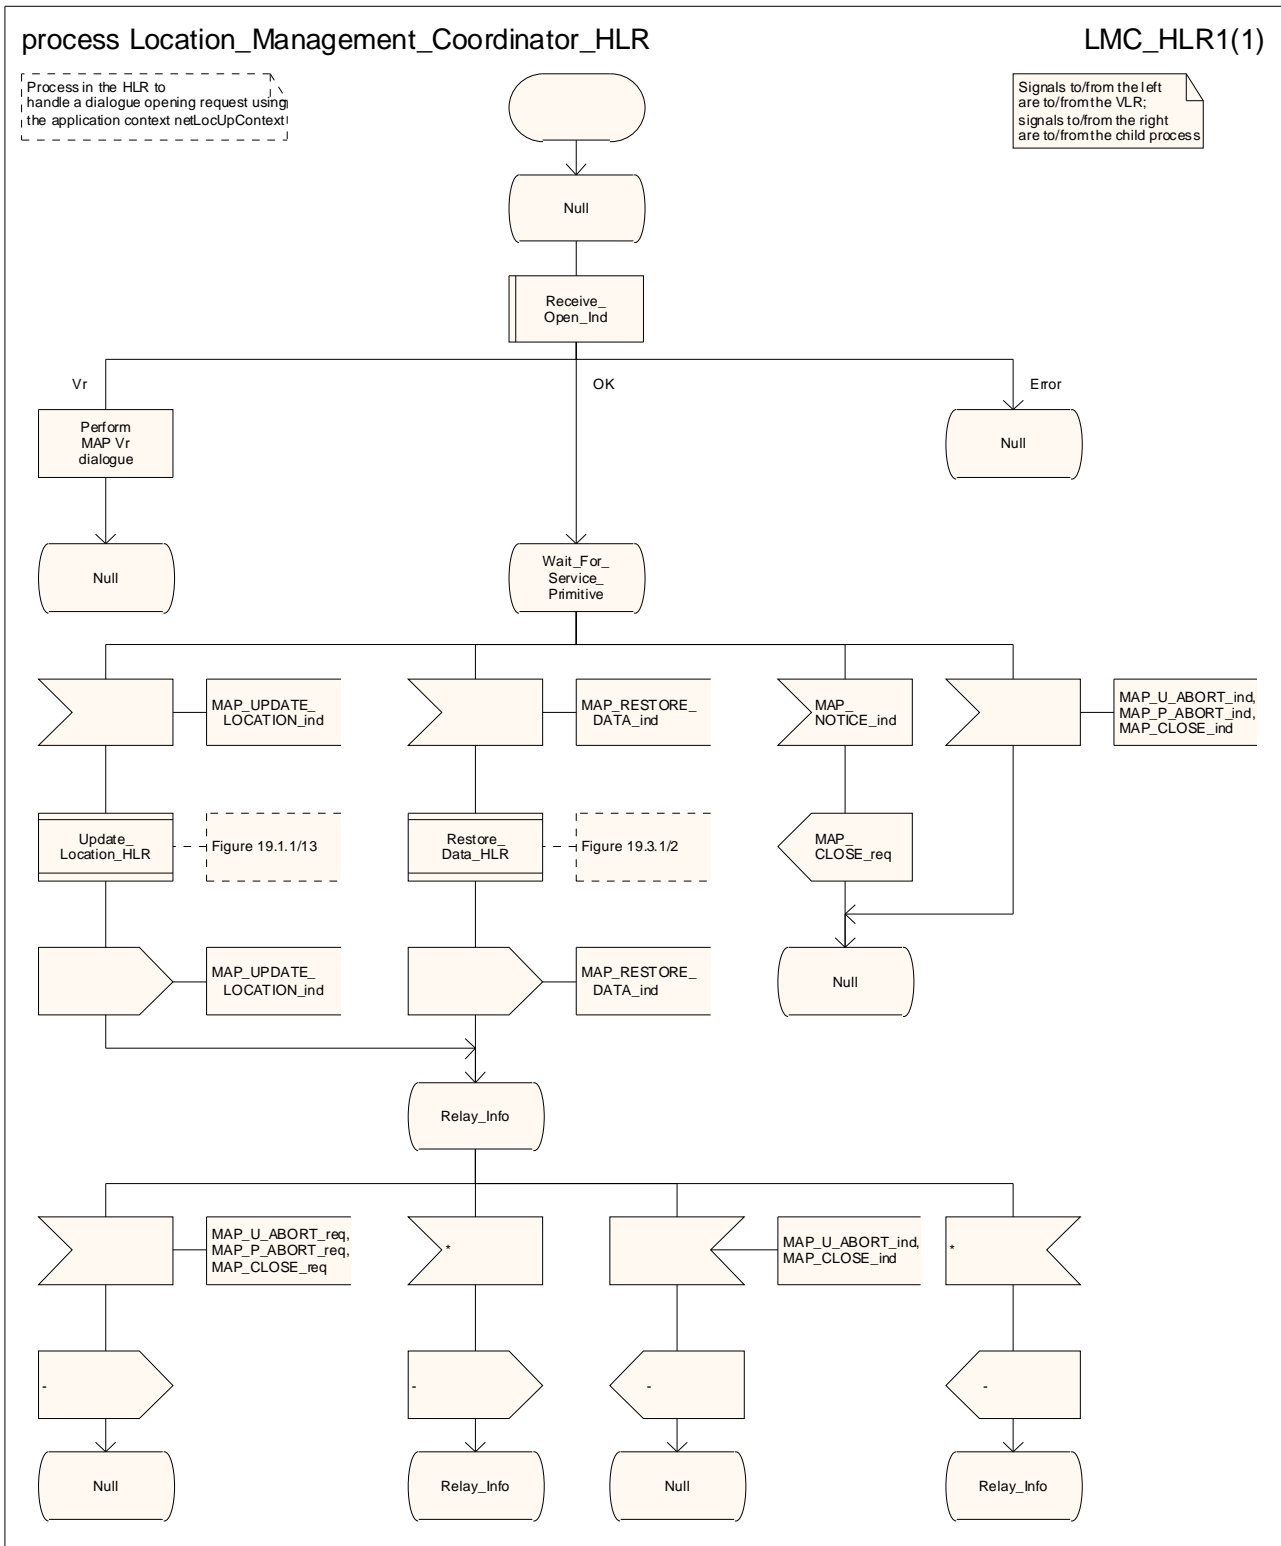 process Location_Management_Coordinator_HLR
LMC_HLR1(1)
Process in the HLR to
handle a dialogue opening request using
the application context netLocUpContext
Signals to/from the left
are to/from the VLR;
signals to/from the right
are to/from the child process
Null
Receive_
Open_Ind
Vr
OK
Error
Perform
MAP Vr
dialogue
Null
Null
Wait_For_
Service_
Primitive
MAP_UPDATE_
LOCATION_ind
MAP_RESTORE_
DATA_ind
MAP_
NOTICE_ind
MAP_U_ABORT_ind,
MAP_P_ABORT_ind,
MAP_CLOSE_ind
Update_
Location_HLR
Figure 19.1.1/13
Restore_
Data_HLR
Figure 19.3.1/2
MAP_
CLOSE_req
MAP_UPDATE_
LOCATION_ind
MAP_RESTORE_
DATA_ind
Null
Relay_Info
MAP_U_ABORT_req,
MAP_P_ABORT_req,
MAP_CLOSE_req
*
MAP_U_ABORT_ind,
MAP_CLOSE_ind
*
-
-
-
-
Null
Relay_Info
Null
Relay_Info